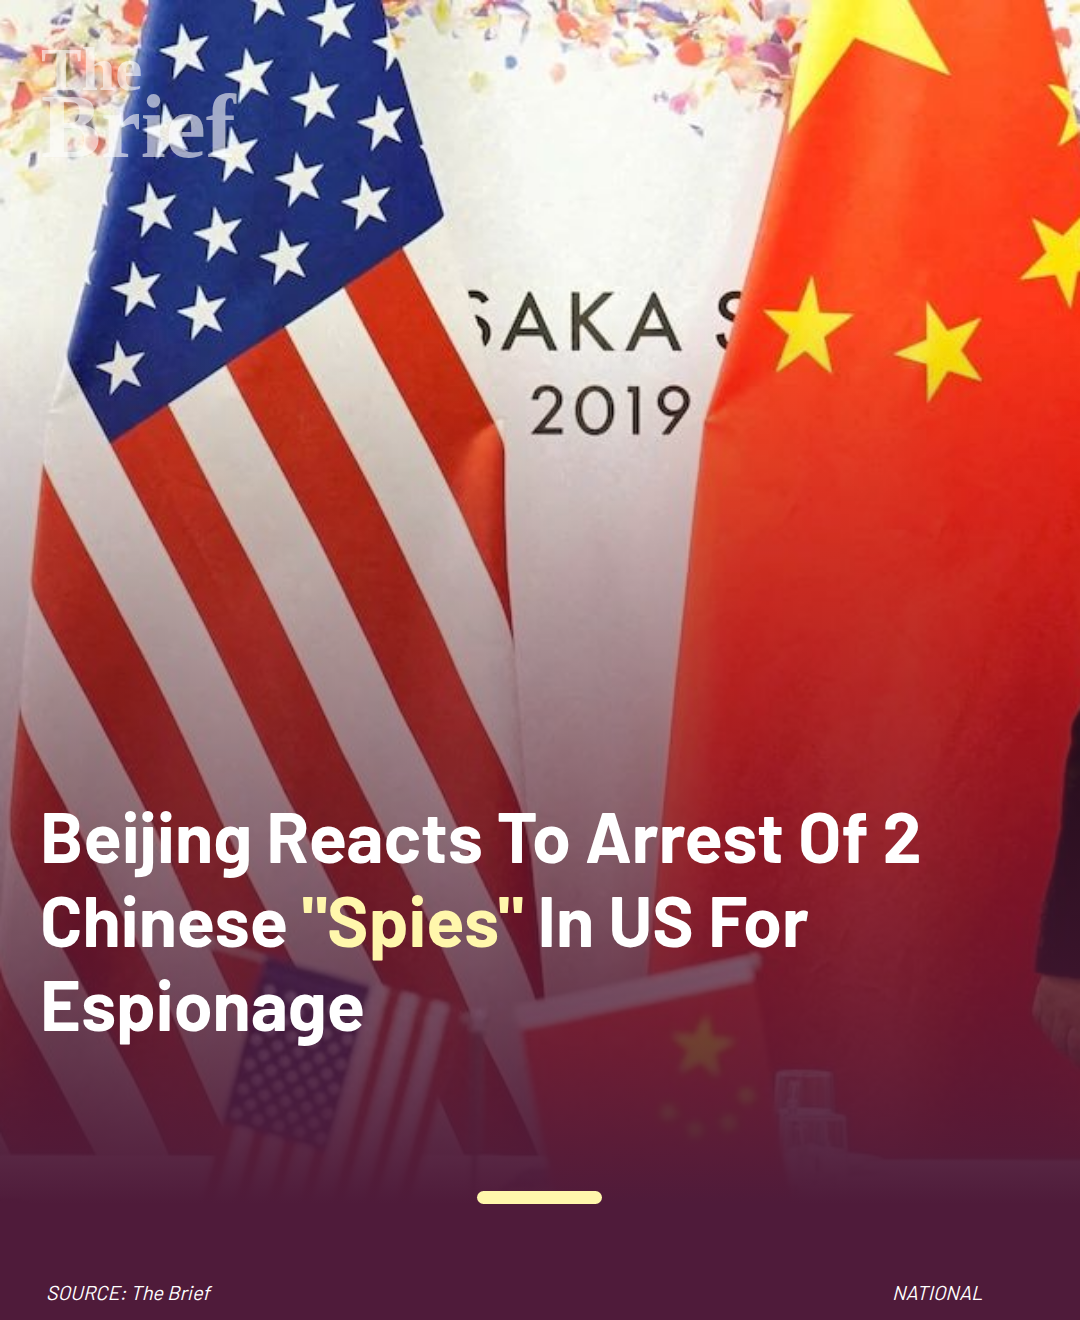 The
Brief
SAKA S
2019
Beijing Reacts To Arrest Of 2
Chinese "Spies" In US For
Espionage
SOURCE: The Brief
NATIONAL